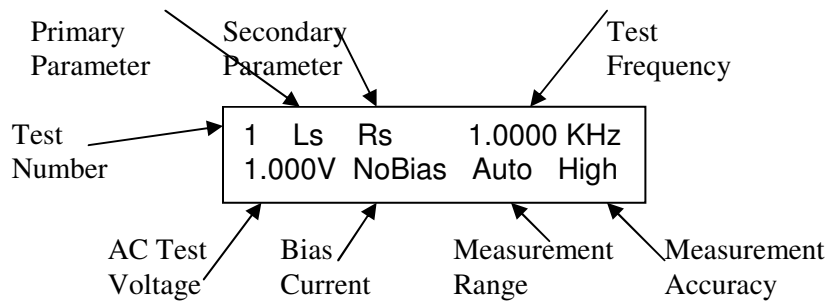 Primary Parameter
Secondary Parameter
Test Frequency
Test Number
1 Ls Rs 1.0000 KHz
1.000V NoBias Auto High
AC Test Voltage
Bias Current
Measurement Range
Measurement Accuracy